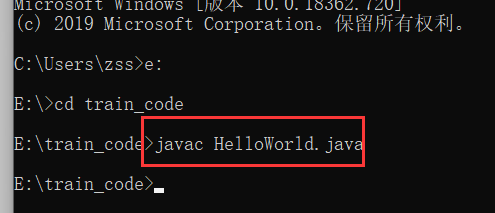 Microsoft Windows [版本 10.0.18362.720]
(c) 2019 Microsoft Corporation。保留所有权利。
C:\Users\zss>e:
E:\>cd train_code
E:\train_code>javac HelloWorld.java
E:\train_code>